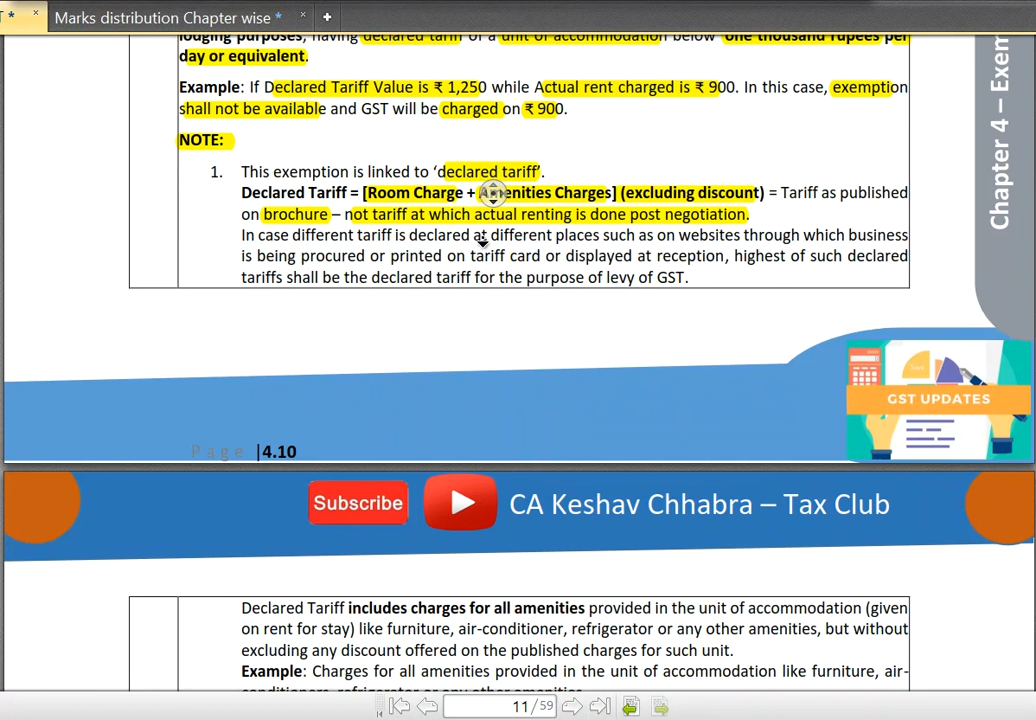 T *
Marks distribution Chapter wise *
lodging purposes, having declared tariff of a unit of accommodation below one thousand rupees per
day or equivalent.
Example: If Declared Tariff Value is ₹ 1,250 while Actual rent charged is ₹ 900. In this case, exemption
shall not be available and GST will be charged on ₹ 900.
NOTE:
1. This exemption is linked to ‘declared tariff’.
Declared Tariff = [Room Charge + Amenities Charges] (excluding discount) = Tariff as published
on brochure – not tariff at which actual renting is done post negotiation.
In case different tariff is declared at different places such as on websites through which business
is being procured or printed on tariff card or displayed at reception, highest of such declared
tariffs shall be the declared tariff for the purpose of levy of GST.
Chapter 4 – Exem
GST UPDATES
Page |4.10
Subscribe
CA Keshav Chhabra – Tax Club
Declared Tariff includes charges for all amenities provided in the unit of accommodation (given
on rent for stay) like furniture, air-conditioner, refrigerator or any other amenities, but without
excluding any discount offered on the published charges for such unit.
Example: Charges for all amenities provided in the unit of accommodation like furniture, air-
conditioners, refrigerator or any other amenities
11 / 59